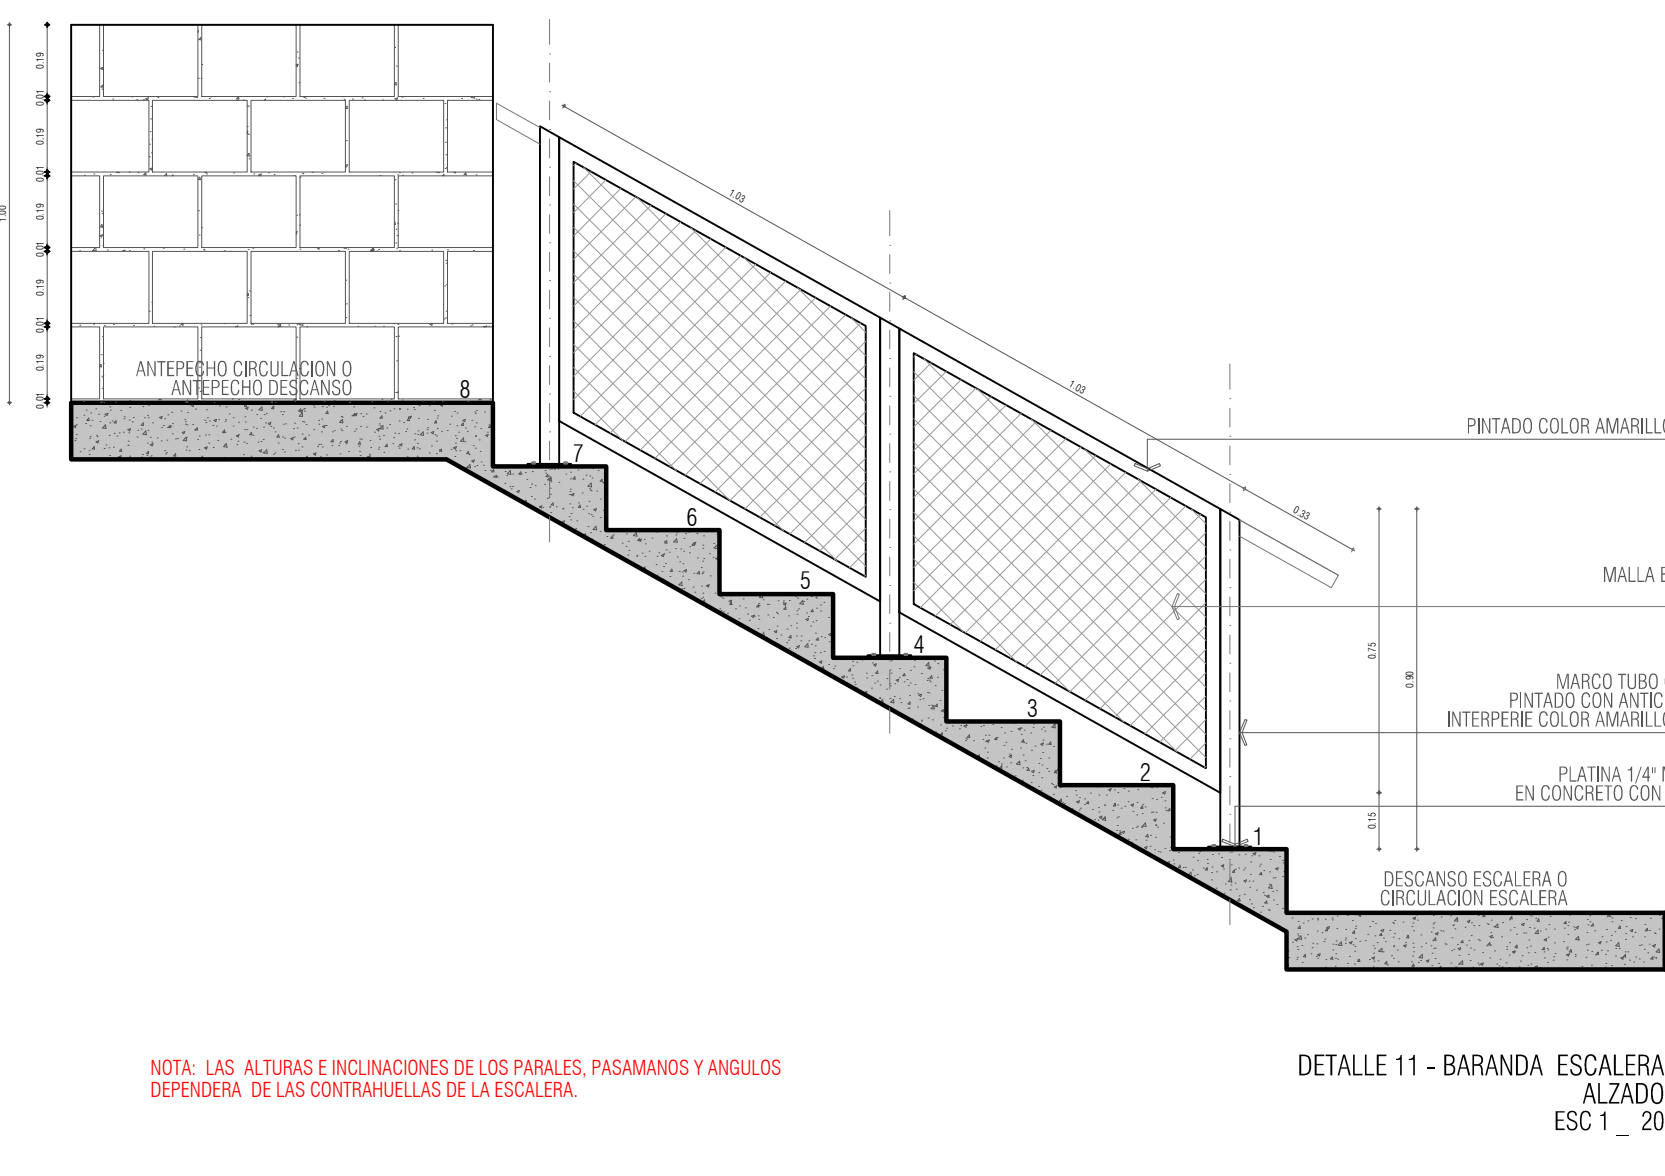 1.00
0.19
0.01
0.19
0.01
0.19
0.01
0.19
0.01
0.19
0.01
ANTEPECHO CIRCULACION O
ANTEPECHO DESCANSO
8
7
6
5
4
3
2
1
1.03
1.03
0.33
PINTADO COLOR AMARILLO
MALLA
MARCO TUBO
PINTADO CON ANTIC
INTERPERIE COLOR AMARILLO
PLATINA 1/4"
EN CONCRETO CON
0.75
0.90
0.15
DESCANSO ESCALERA O
CIRCULACION ESCALERA
NOTA: LAS ALTURAS E INCLINACIONES DE LOS PARALES, PASAMANOS Y ANGULOS
DEPENDERA DE LAS CONTRAHUELLAS DE LA ESCALERA.
DETALLE 11 - BARANDA ESCALERA
ALZADO
ESC 1 _ 20